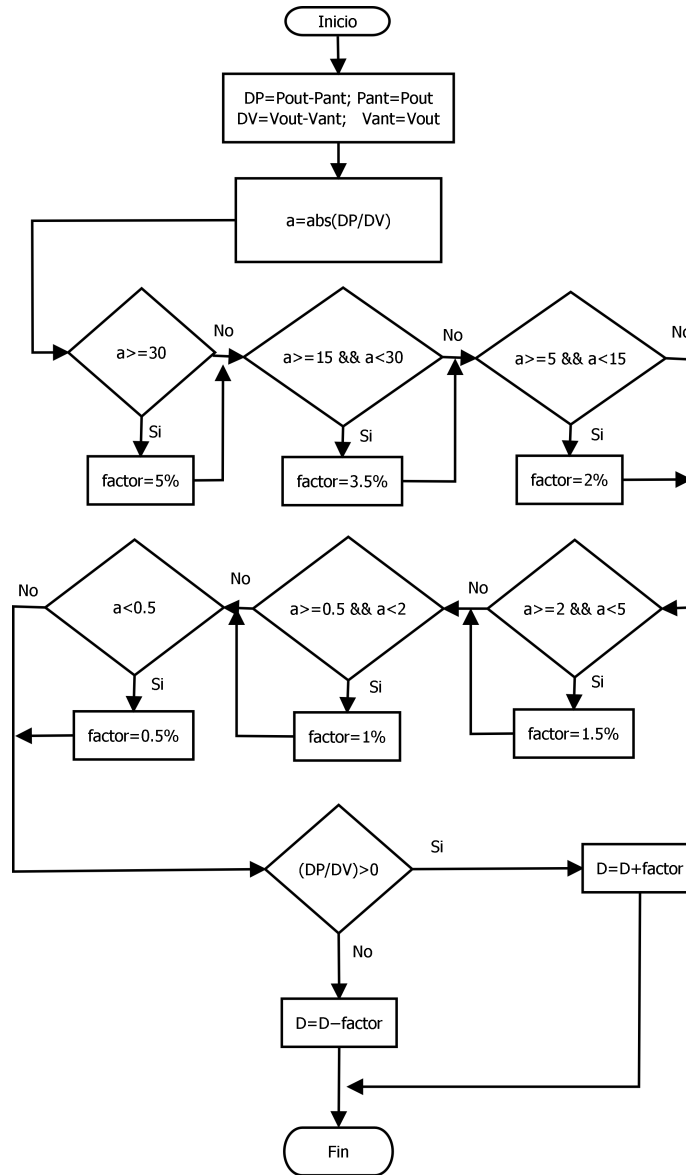 Inicio
DP=Pout-Pant; Pant=Pout
DV=Vout-Vant; Vant=Vout
a=abs(DP/DV)
a>=30
No
Si
factor=5%
a>=15 && a<30
No
Si
factor=3.5%
a>=5 && a<15
No
Si
factor=2%
a>=2 && a<5
No
Si
factor=1.5%
a>=0.5 && a<2
No
Si
factor=1%
a<0.5
No
Si
factor=0.5%
(DP/DV)>0
Si
D=D+factor
No
D=D−factor
Fin